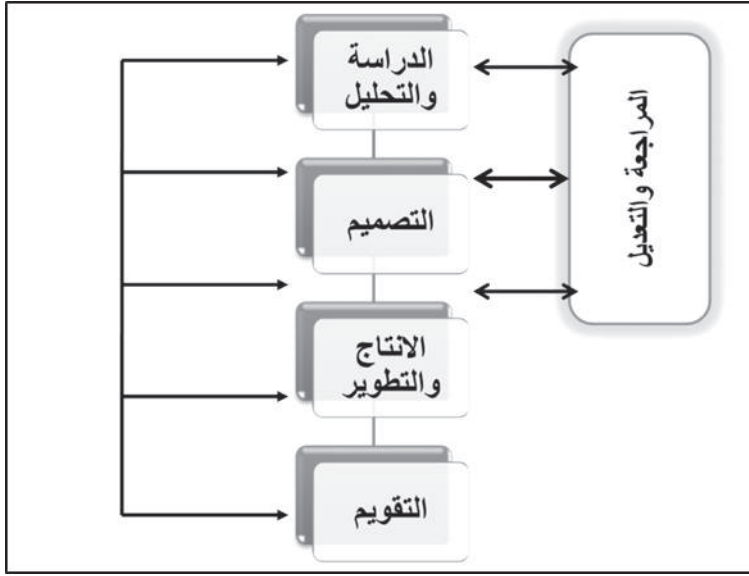 الدراسة
والتحليل
التصميم
الانتاج
والتطوير
التقويم
المراجعة والتعديل